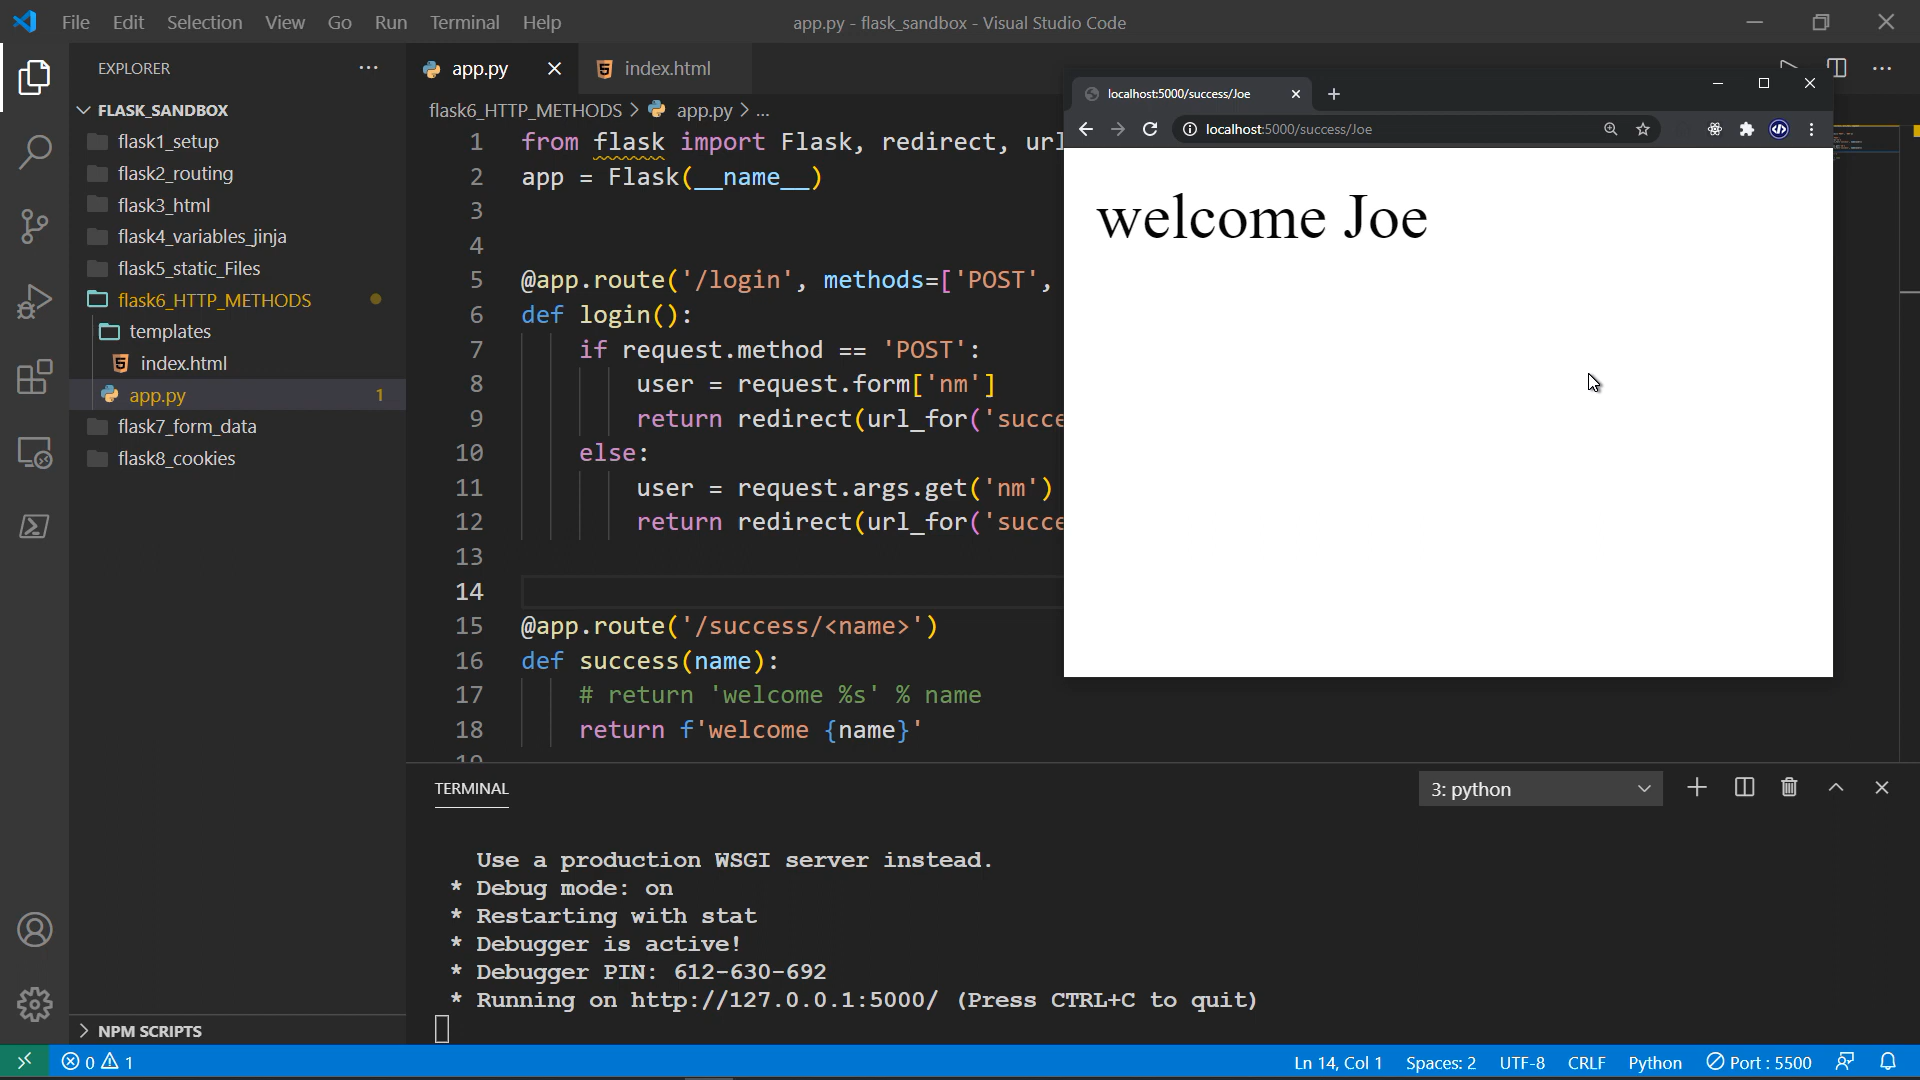 File Edit Selection View Go Run Terminal Help
app.py - flask_sandbox - Visual Studio Code
EXPLORER
FLASK_SANDBOX
flask1_setup
flask2_routing
flask3_html
flask4_variables_jinja
flask5_static_Files
flask6_HTTP_METHODS
templates
index.html
app.py 1
flask7_form_data
flask8_cookies
NPM SCRIPTS
app.py
index.html
flask6_HTTP_METHODS > app.py > ...
1 from flask import Flask, redirect, url
2 app = Flask(__name__)
3
4
5 @app.route('/login', methods=['POST',
6 def login():
7 if request.method == 'POST':
8 user = request.form['nm']
9 return redirect(url_for('succe
10 else:
11 user = request.args.get('nm')
12 return redirect(url_for('succe
13
14
15 @app.route('/success/<name>')
16 def success(name):
17 # return 'welcome %s' % name
18 return f'welcome {name}'
19
localhost:5000/success/Joe
localhost:5000/success/Joe
welcome Joe
TERMINAL
3: python
Use a production WSGI server instead.
* Debug mode: on
* Restarting with stat
* Debugger is active!
* Debugger PIN: 612-630-692
* Running on http://127.0.0.1:5000/ (Press CTRL+C to quit)
0 1
Ln 14, Col 1 Spaces: 2 UTF-8 CRLF Python Port : 5500